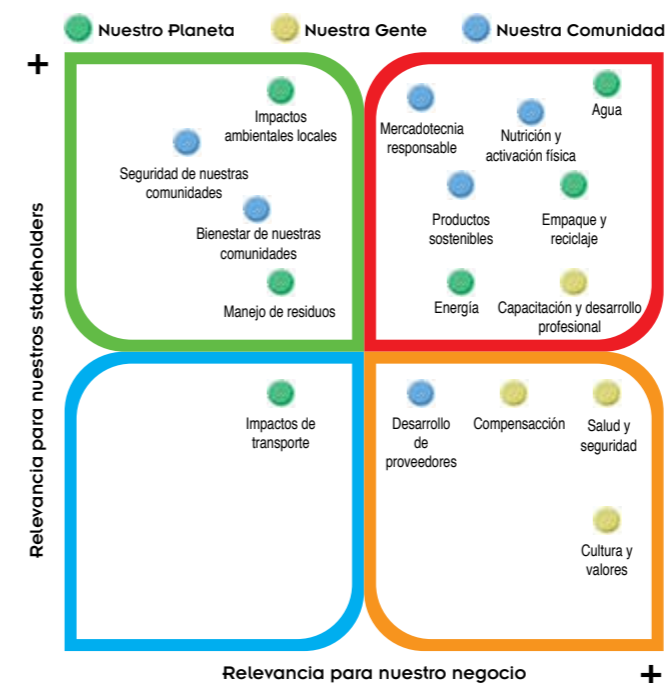 Nuestro Planeta
Nuestra Gente
Nuestra Comunidad
+
Relevancia para nuestros stakeholders
Impactos
ambientales locales
Seguridad de nuestras
comunidades
Bienestar de nuestras
comunidades
Manejo de residuos
Mercadotecnia
responsable
Nutrición y
activación física
Agua
Productos
sostenibles
Empaque y
reciclaje
Energía
Capacitación y desarrollo
profesional
Impactos de
transporte
Desarrollo
de
proveedores
Compensacción
Salud y
seguridad
Cultura y
valores
Relevancia para nuestro negocio
+